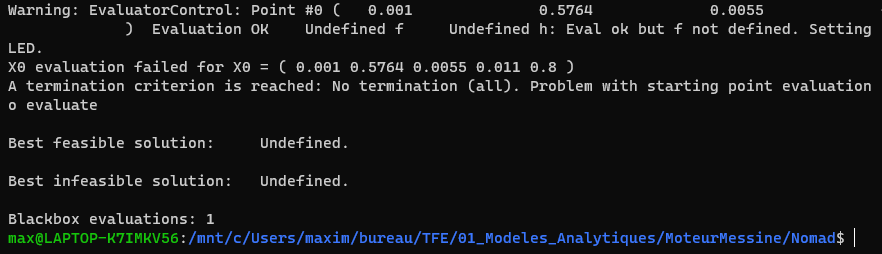 Warning: EvaluatorControl: Point #0 ( 0.001 0.5764 0.0055
) Evaluation OK Undefined f Undefined h: Eval ok but f not defined. Setting
LED.
X0 evaluation failed for X0 = ( 0.001 0.5764 0.0055 0.011 0.8 )
A termination criterion is reached: No termination (all). Problem with starting point evaluation
o evaluate
Best feasible solution: Undefined.
Best infeasible solution: Undefined.
Blackbox evaluations: 1
max@LAPTOP-K7IMKV56:/mnt/c/Users/maxim/bureau/TFE/01_Modeles_Analytiques/MoteurMessine/Nomad$